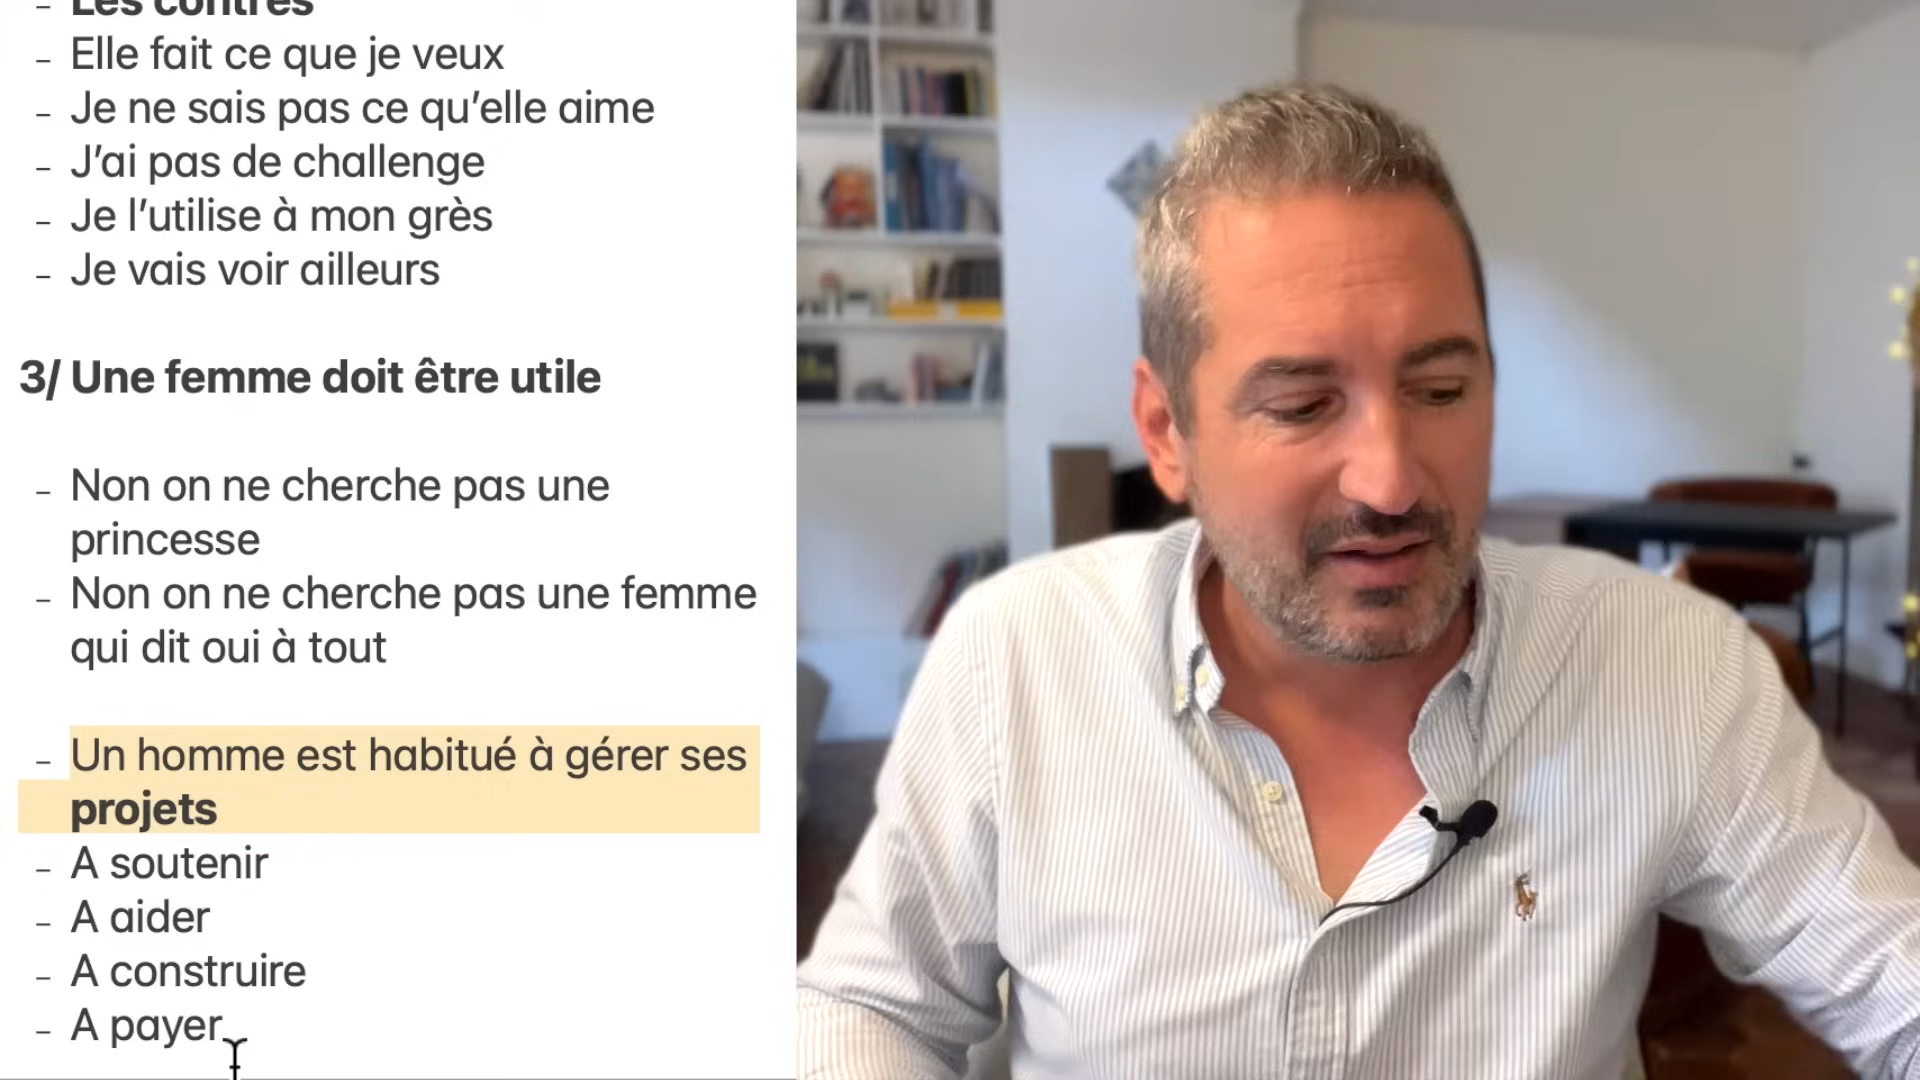 - Les contres
- Elle fait ce que je veux
- Je ne sais pas ce qu’elle aime
- J’ai pas de challenge
- Je l’utilise à mon grès
- Je vais voir ailleurs
3/ Une femme doit être utile
- Non on ne cherche pas une
princesse
- Non on ne cherche pas une femme
qui dit oui à tout
- Un homme est habitué à gérer ses
projets
- A soutenir
- A aider
- A construire
- A payer